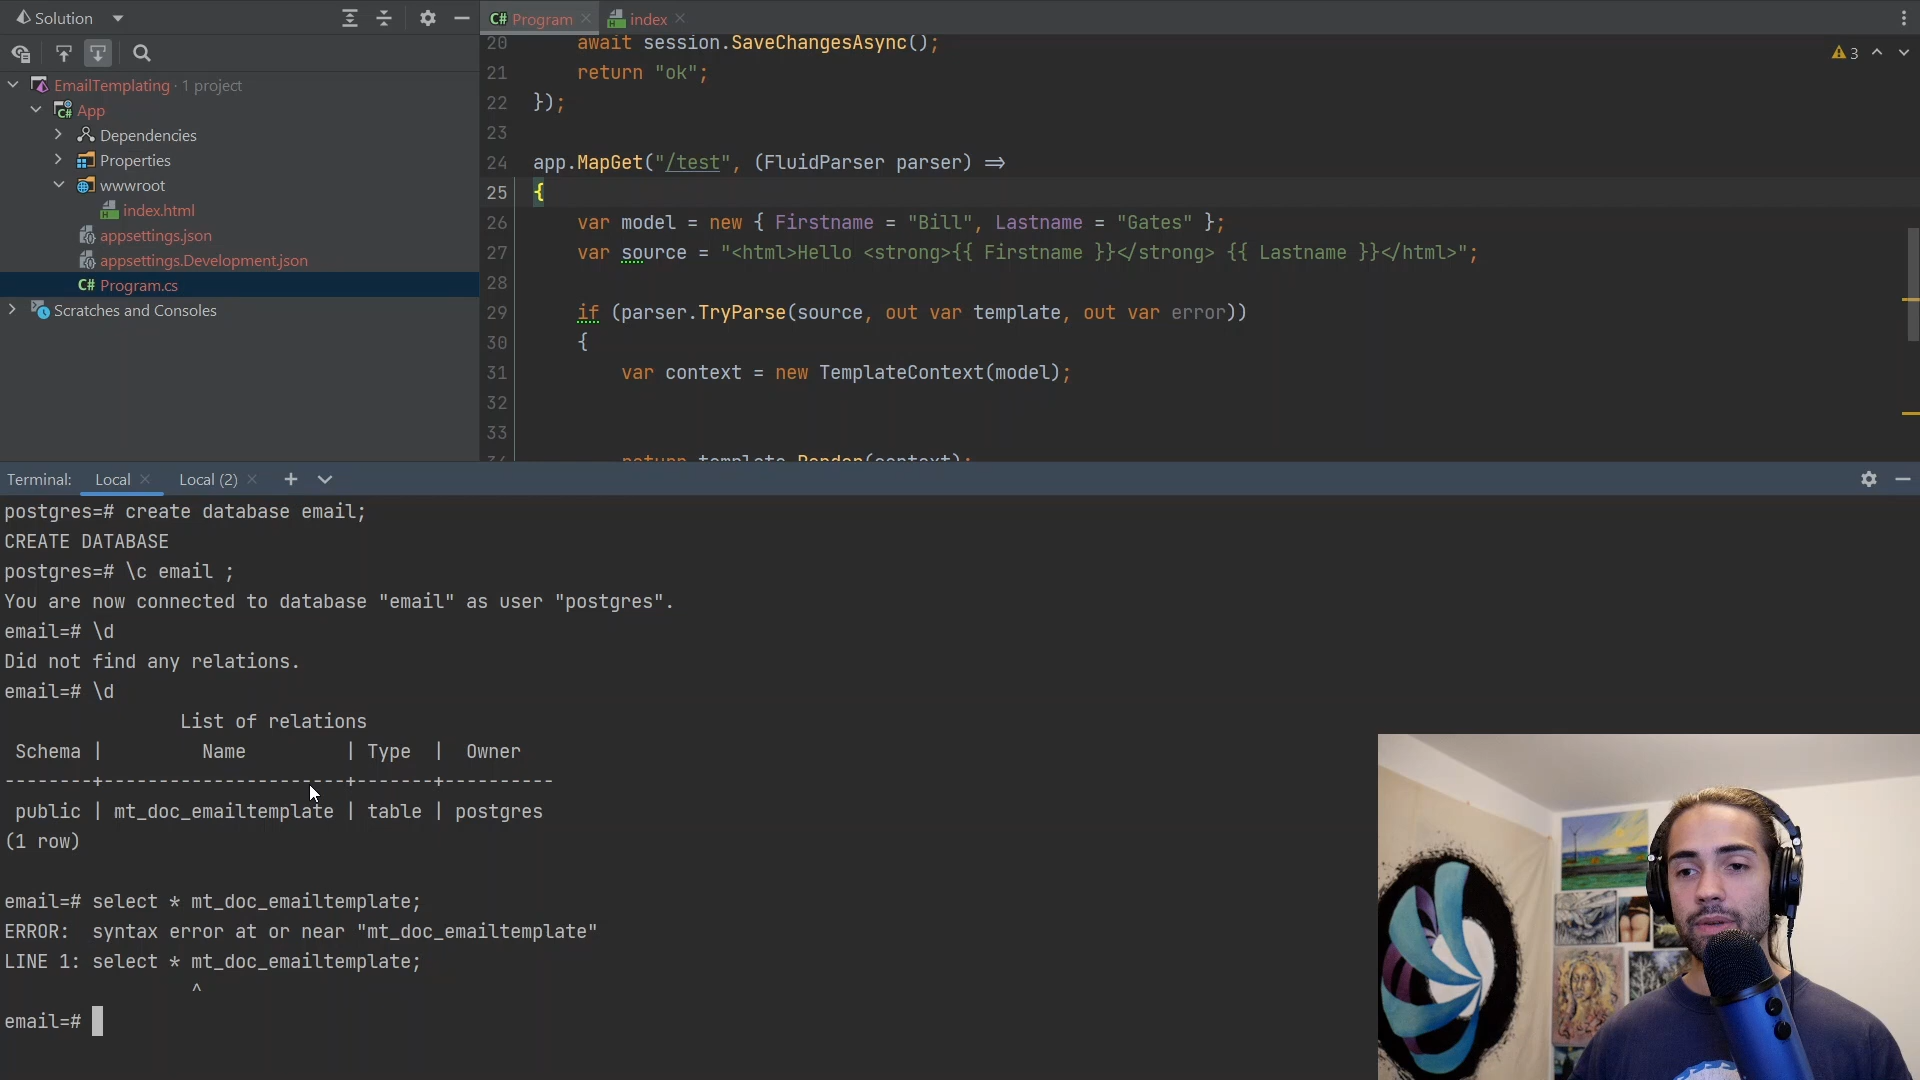 Solution
EmailTemplating · 1 project
App
Dependencies
Properties
wwwroot
index.html
appsettings.json
appsettings.Development.json
C# Program.cs
Scratches and Consoles
C# Program
index
3
20 await session.SaveChangesAsync();
21 return "ok";
22 });
23
24 app.MapGet("/test", (FluidParser parser) =>
25 {
26 var model = new { Firstname = "Bill", Lastname = "Gates" };
27 var source = "<html>Hello <strong>{{ Firstname }}</strong> {{ Lastname }}</html>";
28
29 if (parser.TryParse(source, out var template, out var error))
30 {
31 var context = new TemplateContext(model);
32
33
34 return template.Render(context);
Terminal: Local Local (2)
postgres=# create database email;
CREATE DATABASE
postgres=# \c email ;
You are now connected to database "email" as user "postgres".
email=# \d
Did not find any relations.
email=# \d
List of relations
Schema | Name | Type | Owner
--------+----------------------+-------+----------
public | mt_doc_emailtemplate | table | postgres
(1 row)
email=# select * mt_doc_emailtemplate;
ERROR: syntax error at or near "mt_doc_emailtemplate"
LINE 1: select * mt_doc_emailtemplate;
^
email=#